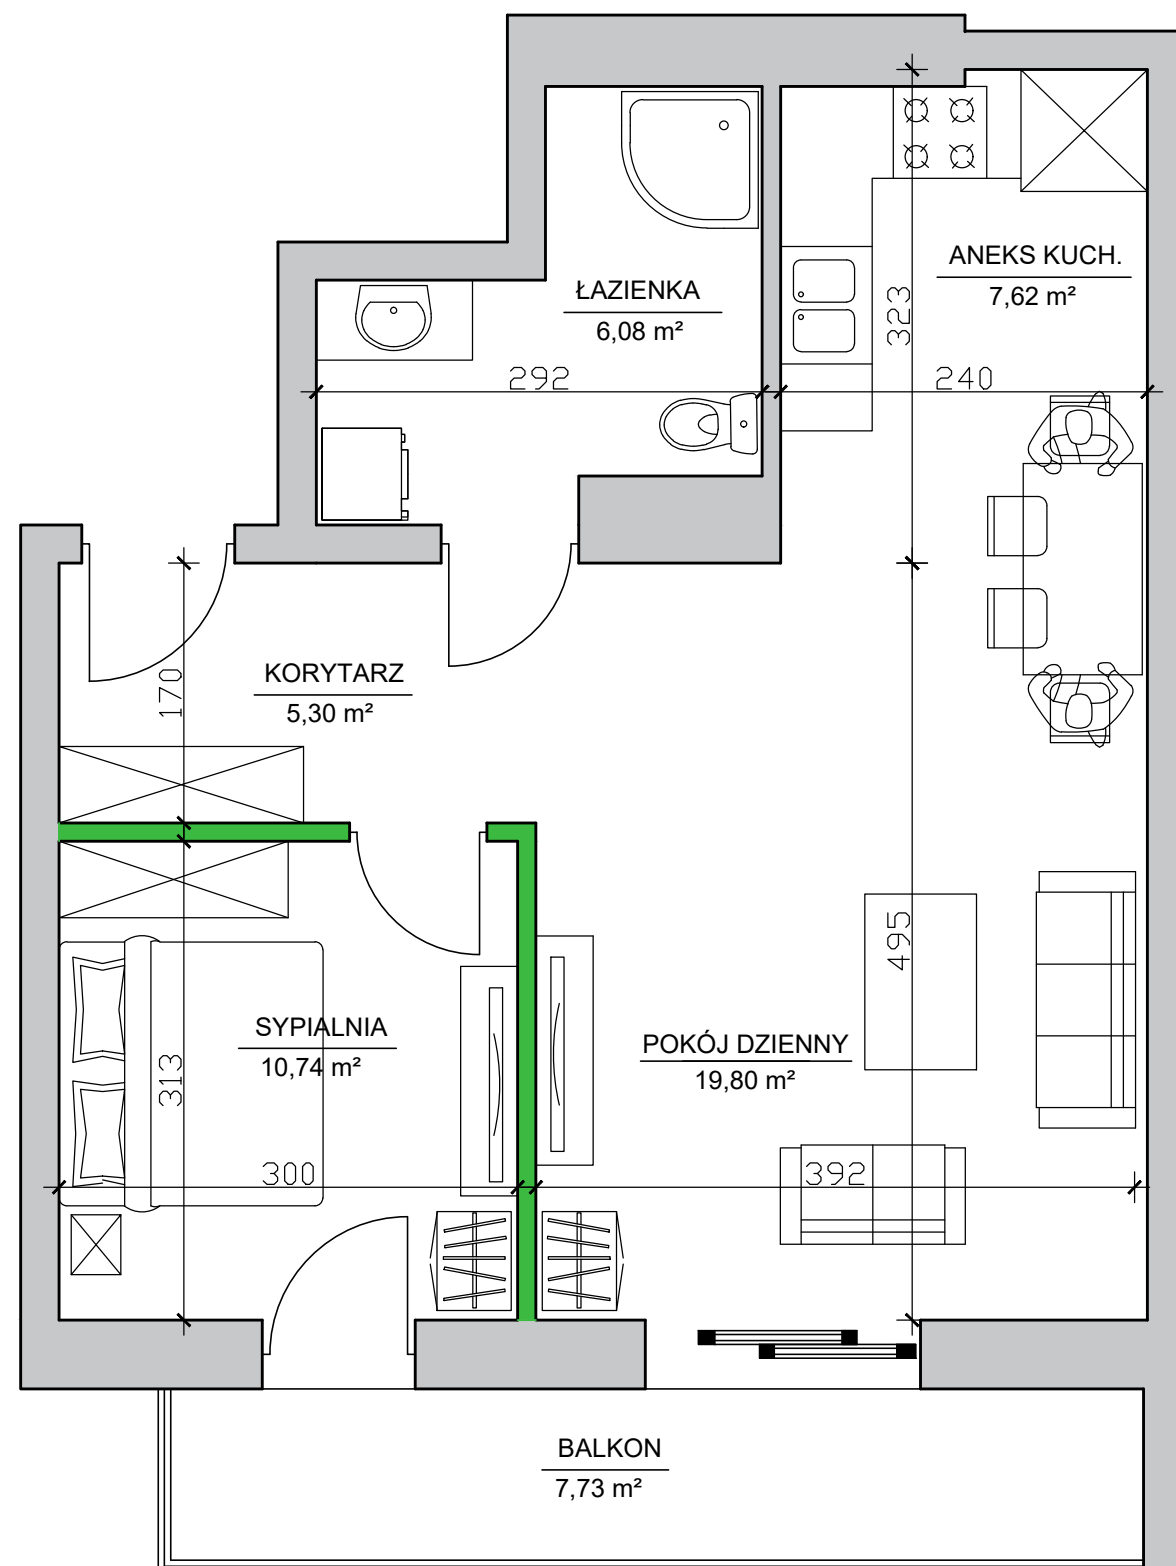 ANEKS KUCH.
7,62 m²
ŁAZIENKA
6,08 m²
323
292
240
KORYTARZ
5,30 m²
170
495
SYPIALNIA
10,74 m²
POKÓJ DZIENNY
19,80 m²
313
300
392
BALKON
7,73 m²